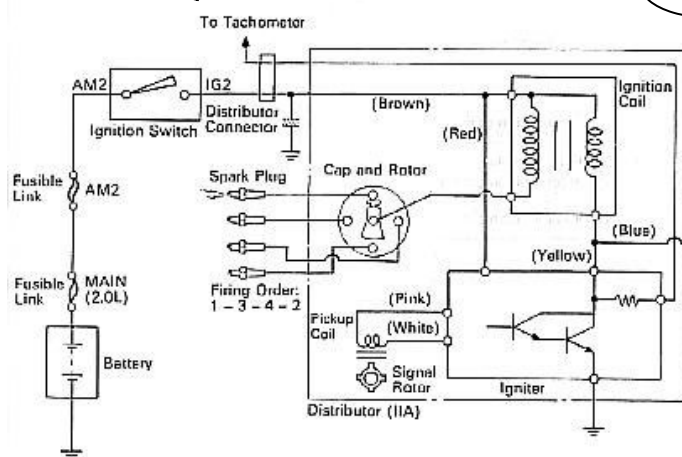 To Tachometer
AM2
IG2
Ignition Switch
Distributor
Connector
(Brown)
(Red)
Ignition
Coil
Fusible
Link
AM2
Spark Plug
Cap and Rotor
(Blue)
(Yellow)
Fusible
Link
MAIN
(2.0L)
Firing Order:
1 – 3 – 4 – 2
(Pink)
Pickup
Coil
(White)
Battery
Signal
Rotor
Igniter
Distributor (IIA)